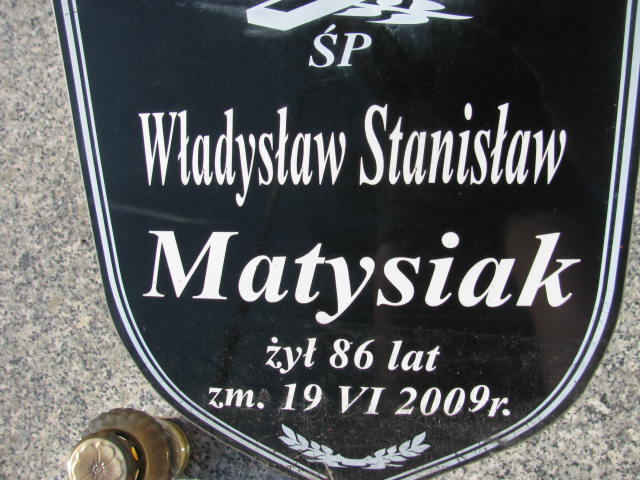 ŚP
Władysław Stanisław
Matysiak
żył 86 lat
zm. 19 VI 2009r.